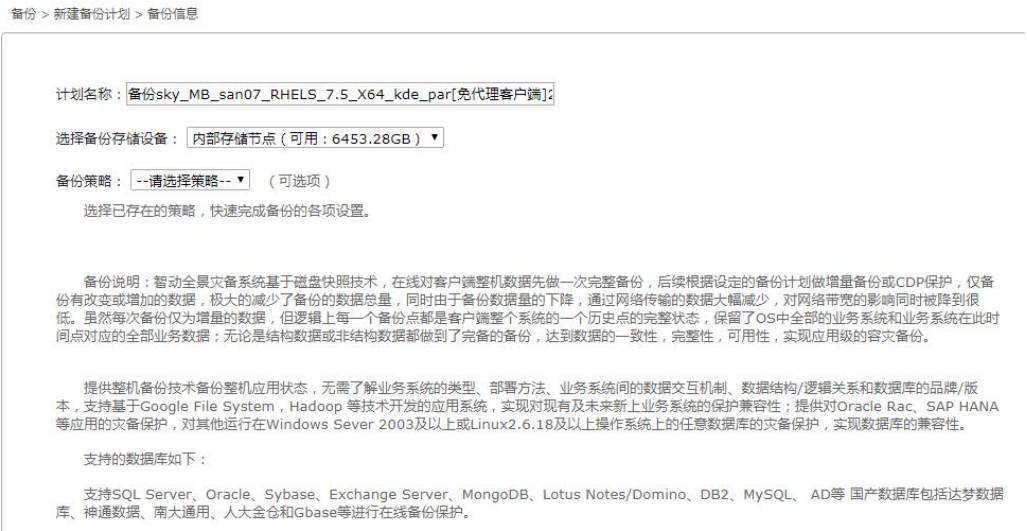 备份 > 新建备份计划 > 备份信息
计划名称：备份sky_MB_san07_RHELS_7.5_X64_kde_par[免代理客户端]2
选择备份存储设备： 内部存储节点（可用：6453.28GB）
备份策略： --请选择策略-- （可选项）
选择已存在的策略，快速完成备份的各项设置。
备份说明：智动全景灾备系统基于磁盘快照技术，在线对客户端整机数据先做一次完整备份，后续根据设定的备份计划做增量备份或CDP保护，仅备
份有改变或增加的数据，极大的减少了备份的数据总量，同时由于备份数据量的下降，通过网络传输的数据大幅减少，对网络带宽的影响同时被降到很
低。虽然每次备份仅为增量的数据，但逻辑上每一个备份点都是客户端整个系统的一个历史点的完整状态，保留了OS中全部的业务系统和业务系统在此时
间点对应的全部业务数据；无论是结构数据或非结构数据都做到了完备的备份，达到数据的一致性，完整性，可用性，实现应用级的容灾备份。
提供整机备份技术备份整机应用状态，无需了解业务系统的类型、部署方法、业务系统间的数据交互机制、数据结构/逻辑关系和数据库的品牌/版
本，支持基于Google File System，Hadoop 等技术开发的应用系统，实现对现有及未来新上业务系统的保护兼容性；提供对Oracle Rac、SAP HANA
等应用的灾备保护，对其他运行在Windows Sever 2003及以上或Linux2.6.18及以上操作系统上的任意数据库的灾备保护，实现数据库的兼容性。
支持的数据库如下：
支持SQL Server、Oracle、Sybase、Exchange Server、MongoDB、Lotus Notes/Domino、DB2、MySQL、 AD等 国产数据库包括达梦数据
库、神通数据、南大通用、人大金仓和Gbase等进行在线备份保护。